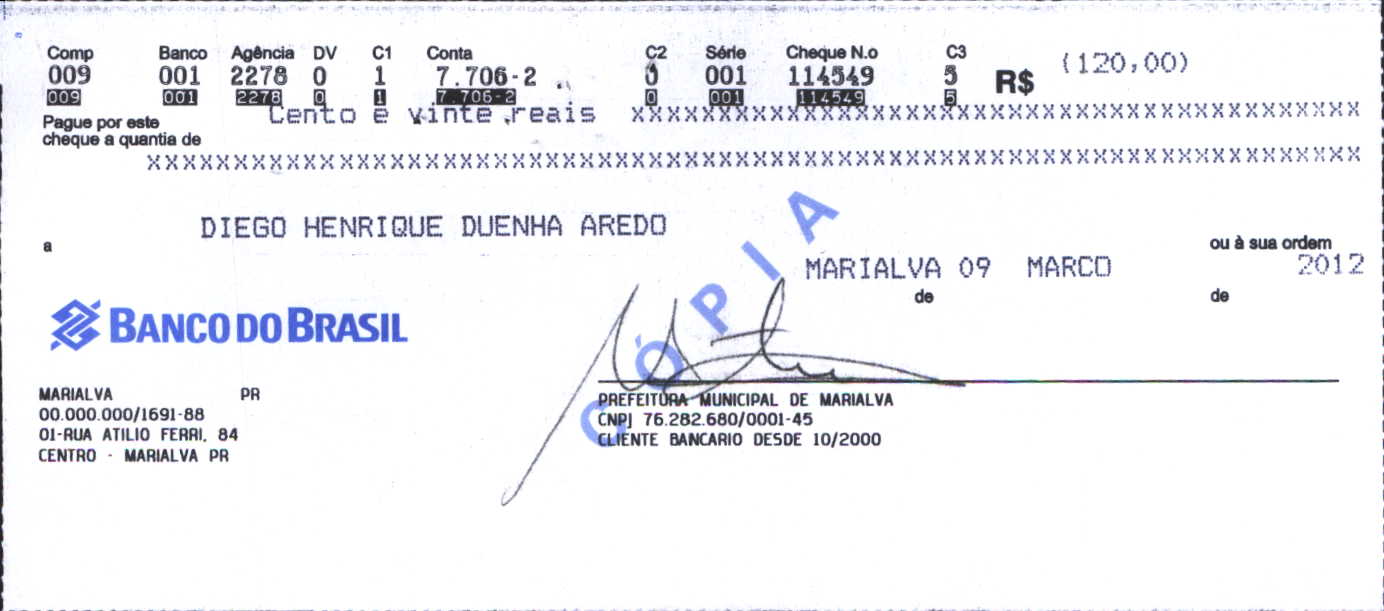 Comp Banco Agência DV C1 Conta C2 Série Cheque N.o C3
009 001 2278 0 1 7.706-2 0 001 114549 5 R$ (120,00)
009 001 2278 0 1 7.706-2 0 001 114549 5
Cento e vinte reais xxxxxxxxxxxxxxxxxxxxxxxxxxxxxxxxxxxxxxxxx
Pague por este
cheque a quantia de
xxxxxxxxxxxxxxxxxxxxxxxxxxxxxxxxxxxxxxxxxxxxxxxxxxxxxxxxxxxxxxxxxxxxx
DIEGO HENRIQUE DUENHA AREDO
a ou à sua ordem
MARIALVA 09 MARCO 2012
de de
CÓPIA
BANCO DO BRASIL
MARIALVA PR
00.000.000/1691-88
01-RUA ATILIO FERRI, 84
CENTRO - MARIALVA PR
PREFEITURA MUNICIPAL DE MARIALVA
CNPJ 76.282.680/0001-45
CLIENTE BANCARIO DESDE 10/2000